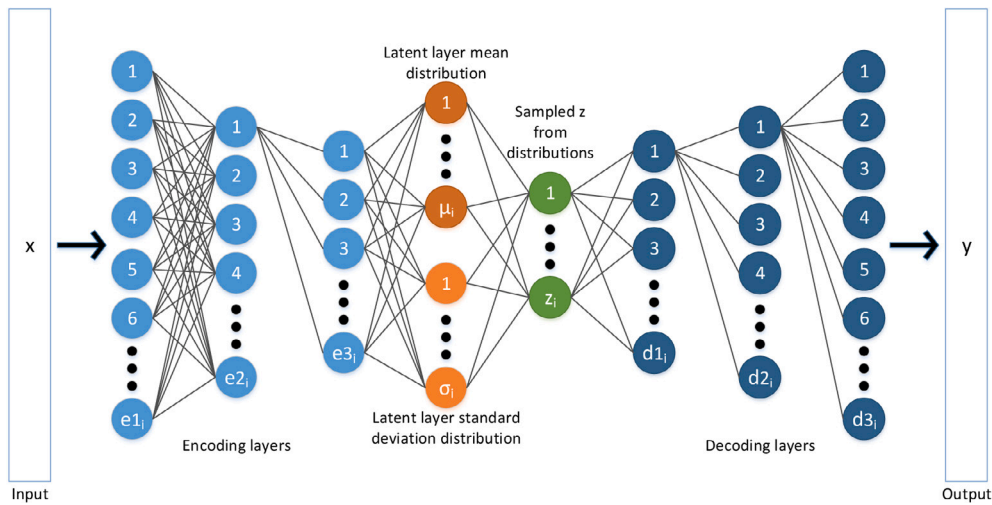 x
Input
1
2
3
4
5
6
e1i
1
2
3
4
e2i
Encoding layers
1
2
3
e3i
Latent layer mean
distribution
1
μi
1
σi
Latent layer standard
deviation distribution
Sampled z
from
distributions
1
zi
1
2
3
d1i
1
2
3
4
d2i
Decoding layers
1
2
3
4
5
6
d3i
y
Output